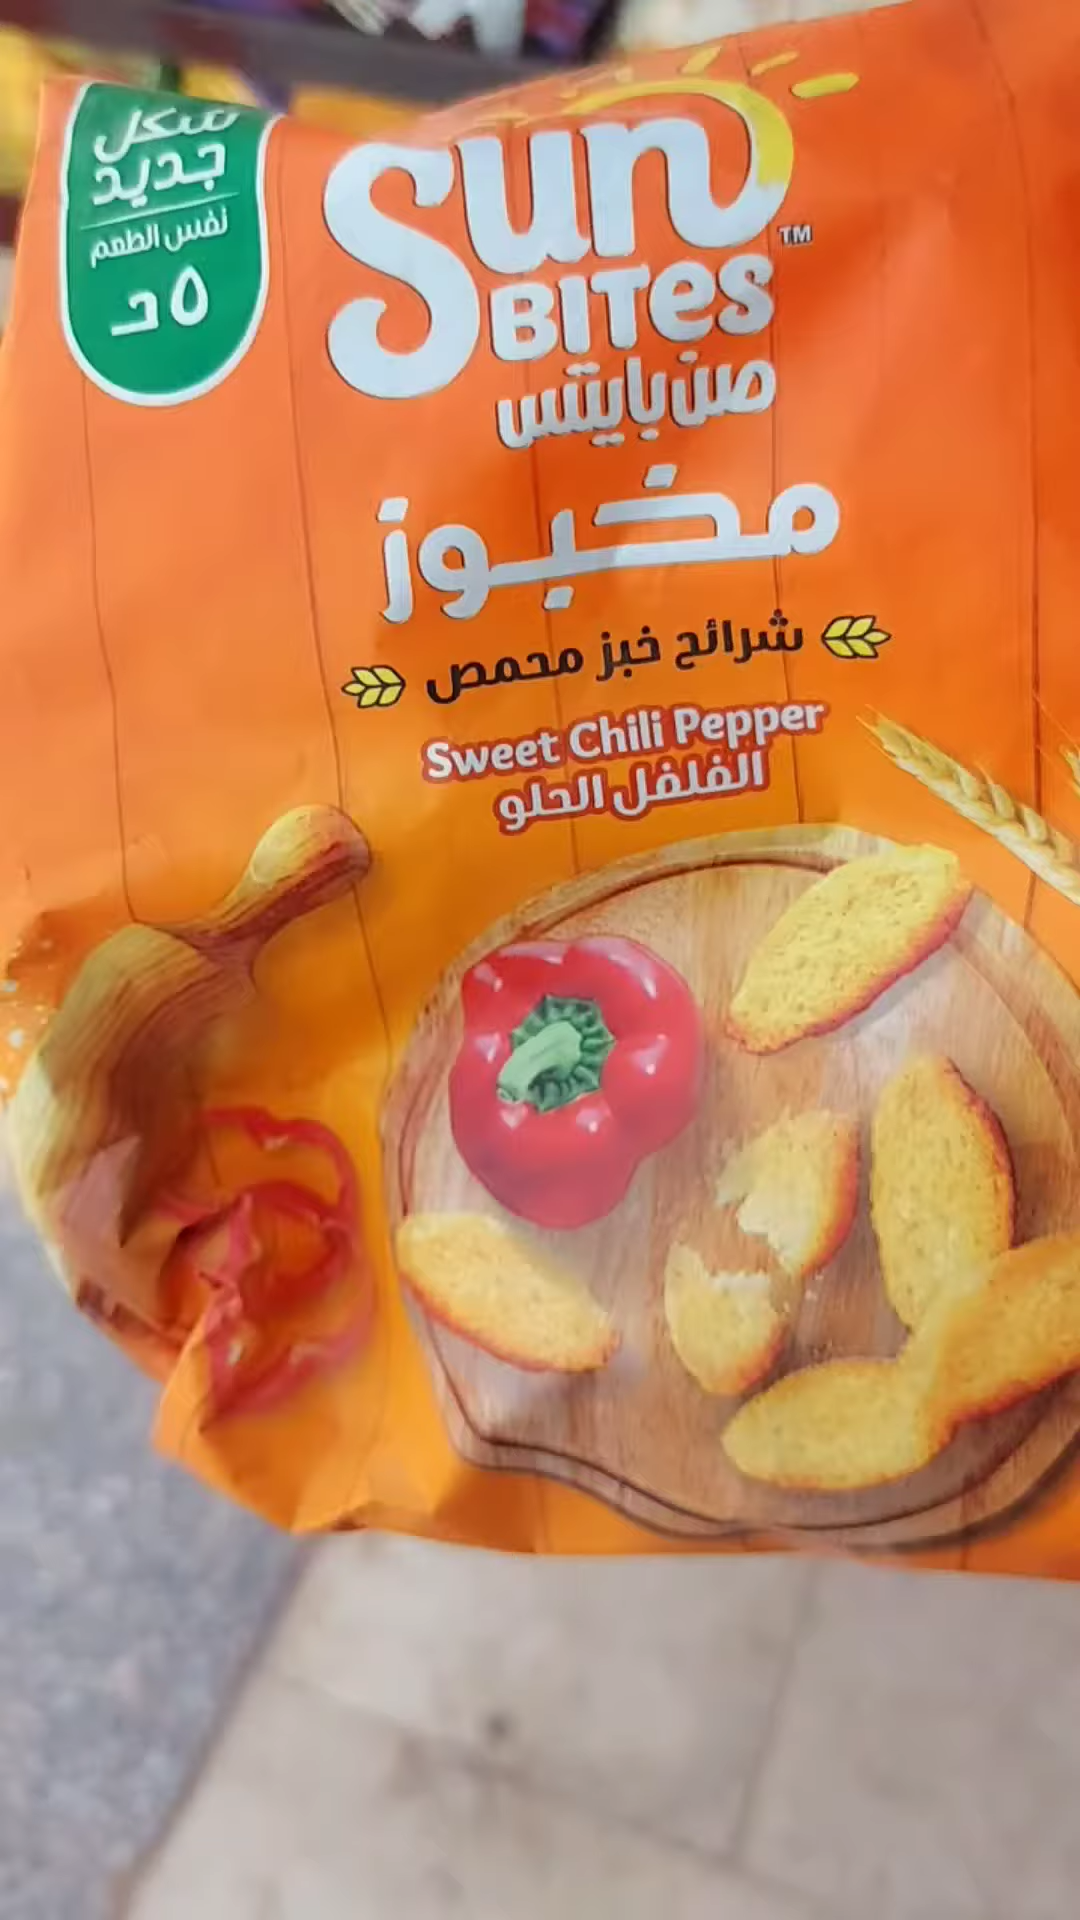 شكل
جديد
نفس الطعم
٥ جـ
Sun
BITES
TM
صن بايتس
مخبوز
شرائح خبز محمص
Sweet Chili Pepper
الفلفل الحلو